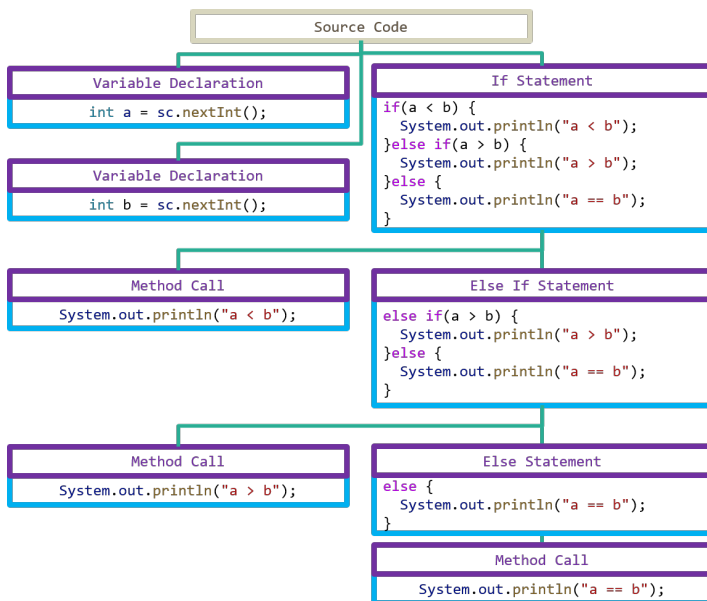 Source Code
Variable Declaration
int a = sc.nextInt();
Variable Declaration
int b = sc.nextInt();
If Statement
if(a < b) {
  System.out.println("a < b");
}else if(a > b) {
  System.out.println("a > b");
}else {
  System.out.println("a == b");
}
Method Call
System.out.println("a < b");
Else If Statement
else if(a > b) {
  System.out.println("a > b");
}else {
  System.out.println("a == b");
}
Method Call
System.out.println("a > b");
Else Statement
else {
  System.out.println("a == b");
}
Method Call
System.out.println("a == b");